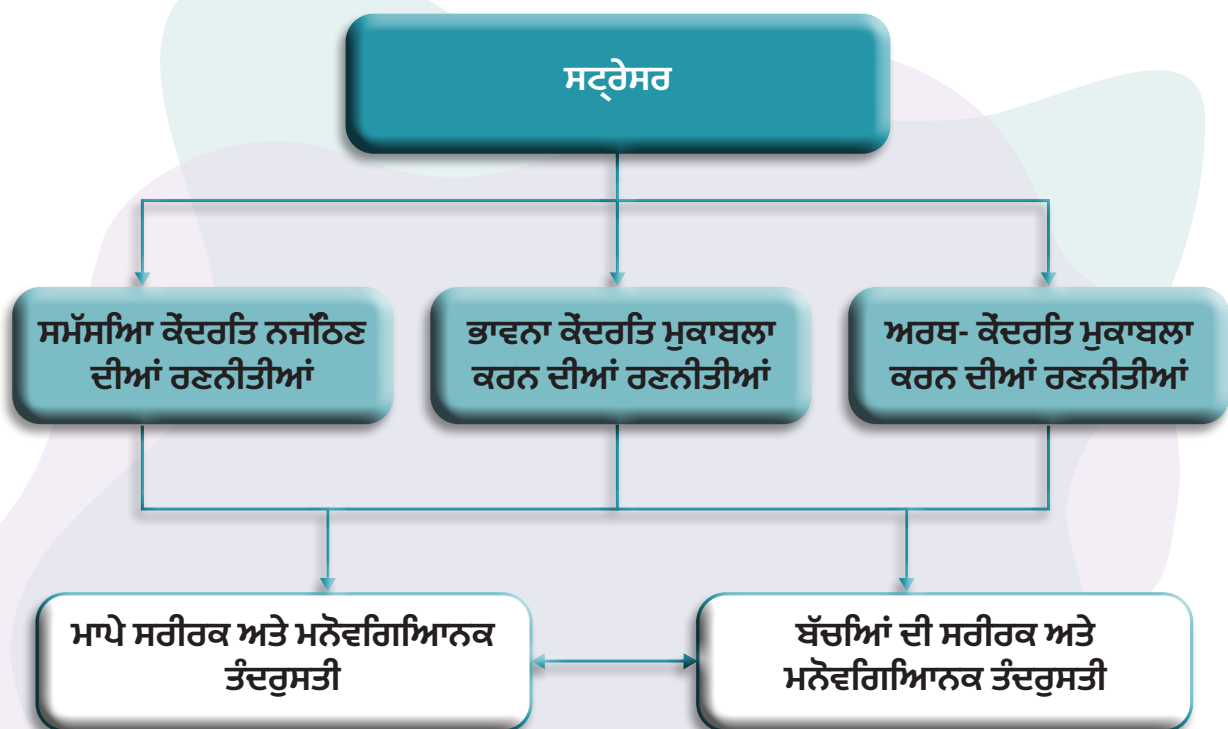 ਸਟ੍ਰੇਸਰ
ਸਮੱਸਿਆ ਕੇਂਦਰਤਿ ਨਜੱਠਿਣ
ਦੀਆਂ ਰਣਨੀਤੀਆਂ
ਭਾਵਨਾ ਕੇਂਦਰਤਿ ਮੁਕਾਬਲਾ
ਕਰਨ ਦੀਆਂ ਰਣਨੀਤੀਆਂ
ਅਰਥ- ਕੇਂਦਰਤਿ ਮੁਕਾਬਲਾ
ਕਰਨ ਦੀਆਂ ਰਣਨੀਤੀਆਂ
ਮਾਪੇ ਸਰੀਰਕ ਅਤੇ ਮਨੋਵਗਿਆਿਨਕ
ਤੰਦਰੁਸਤੀ
ਬੱਚਆਿਂ ਦੀ ਸਰੀਰਕ ਅਤੇ
ਮਨੋਵਗਿਆਿਨਕ ਤੰਦਰੁਸਤੀ